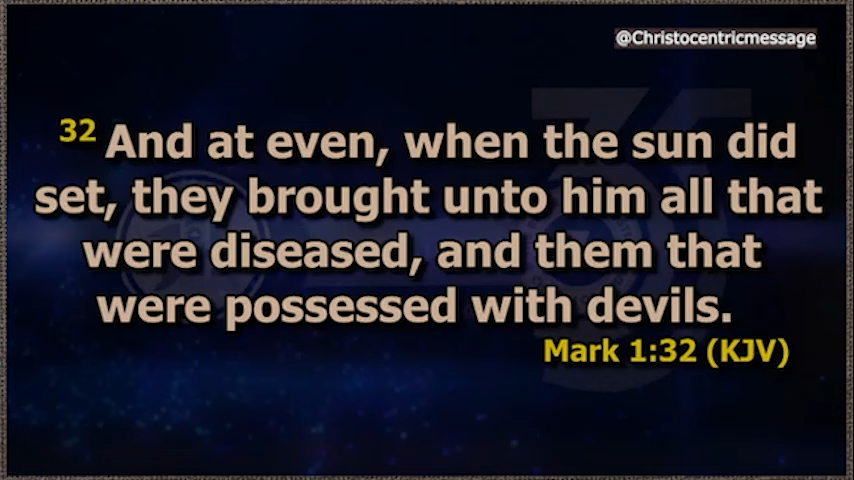 @Christocentricmessage
32 And at even, when the sun did
set, they brought unto him all that
were diseased, and them that
were possessed with devils.
Mark 1:32 (KJV)